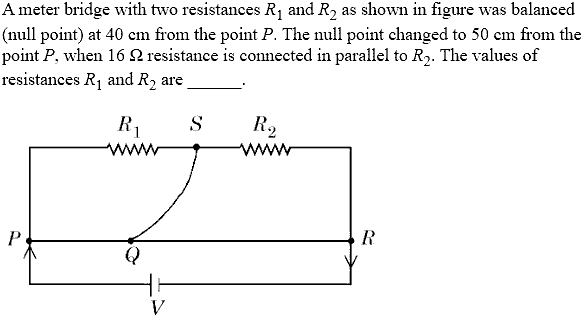 A meter bridge with two resistances R₁ and R₂ as shown in figure was balanced
(null point) at 40 cm from the point P. The null point changed to 50 cm from the
point P, when 16 Ω resistance is connected in parallel to R₂. The values of
resistances R₁ and R₂ are ______.
R₁ S R₂
P Q R
V